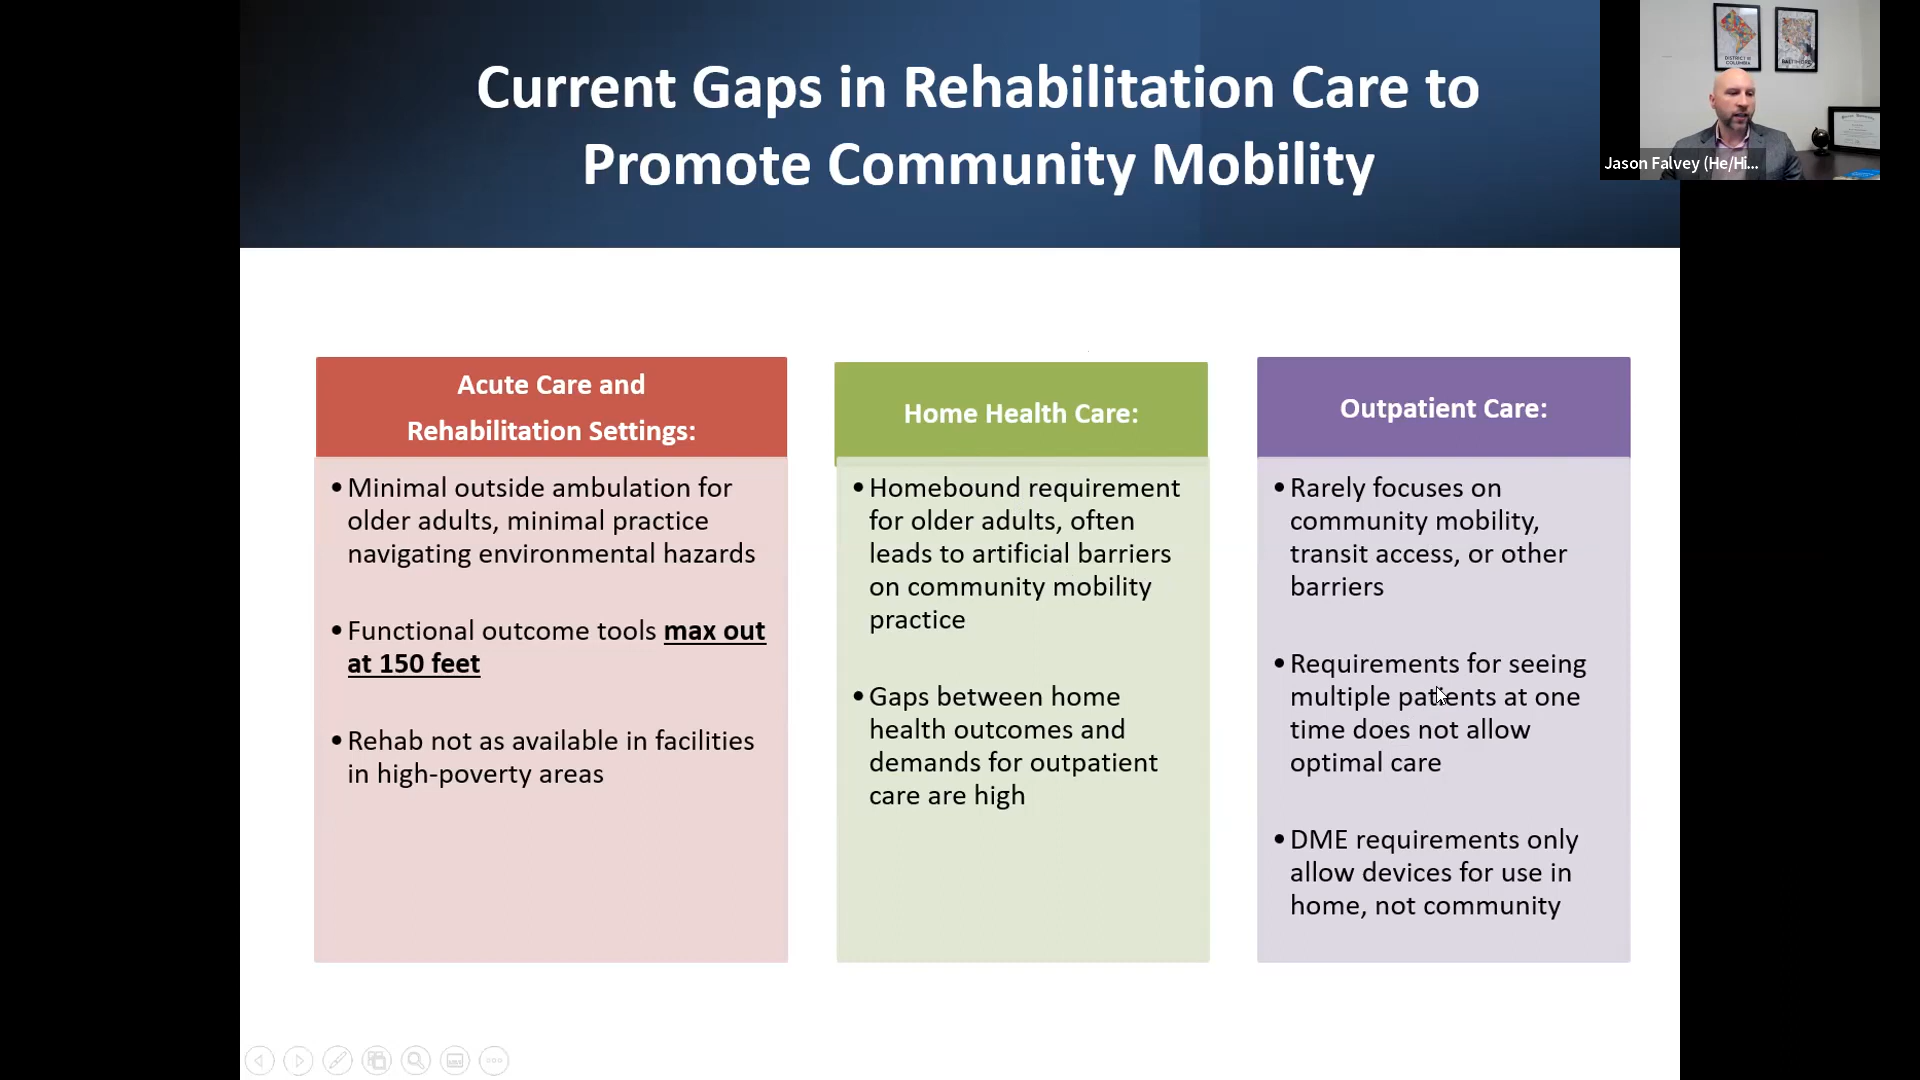 Current Gaps in Rehabilitation Care to
Promote Community Mobility
DISTRICT OF
COLUMBIA
BALTIMORE
Jason Falvey (He/Hi...
Acute Care and
Rehabilitation Settings:
•Minimal outside ambulation for
older adults, minimal practice
navigating environmental hazards
•Functional outcome tools max out
at 150 feet
•Rehab not as available in facilities
in high-poverty areas
Home Health Care:
•Homebound requirement
for older adults, often
leads to artificial barriers
on community mobility
practice
•Gaps between home
health outcomes and
demands for outpatient
care are high
Outpatient Care:
•Rarely focuses on
community mobility,
transit access, or other
barriers
•Requirements for seeing
multiple patients at one
time does not allow
optimal care
•DME requirements only
allow devices for use in
home, not community